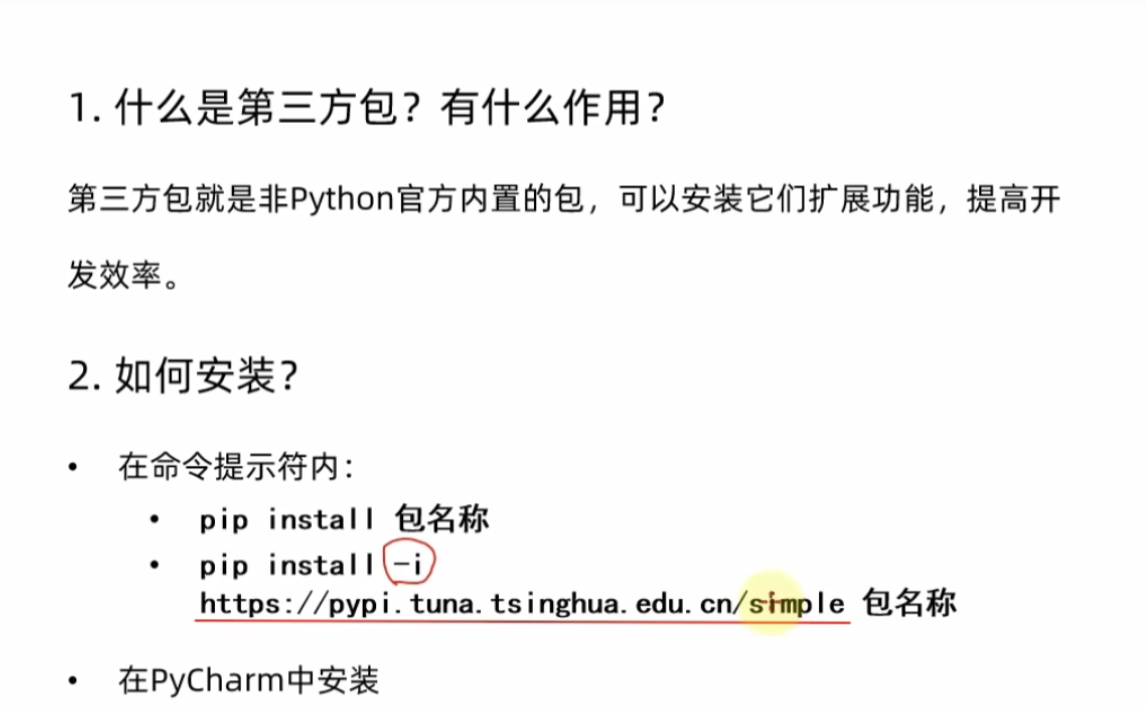 1. 什么是第三方包？有什么作用？
第三方包就是非Python官方内置的包，可以安装它们扩展功能，提高开
发效率。
2. 如何安装？
• 在命令提示符内：
• pip install 包名称
• pip install -i
https://pypi.tuna.tsinghua.edu.cn/simple 包名称
• 在PyCharm中安装